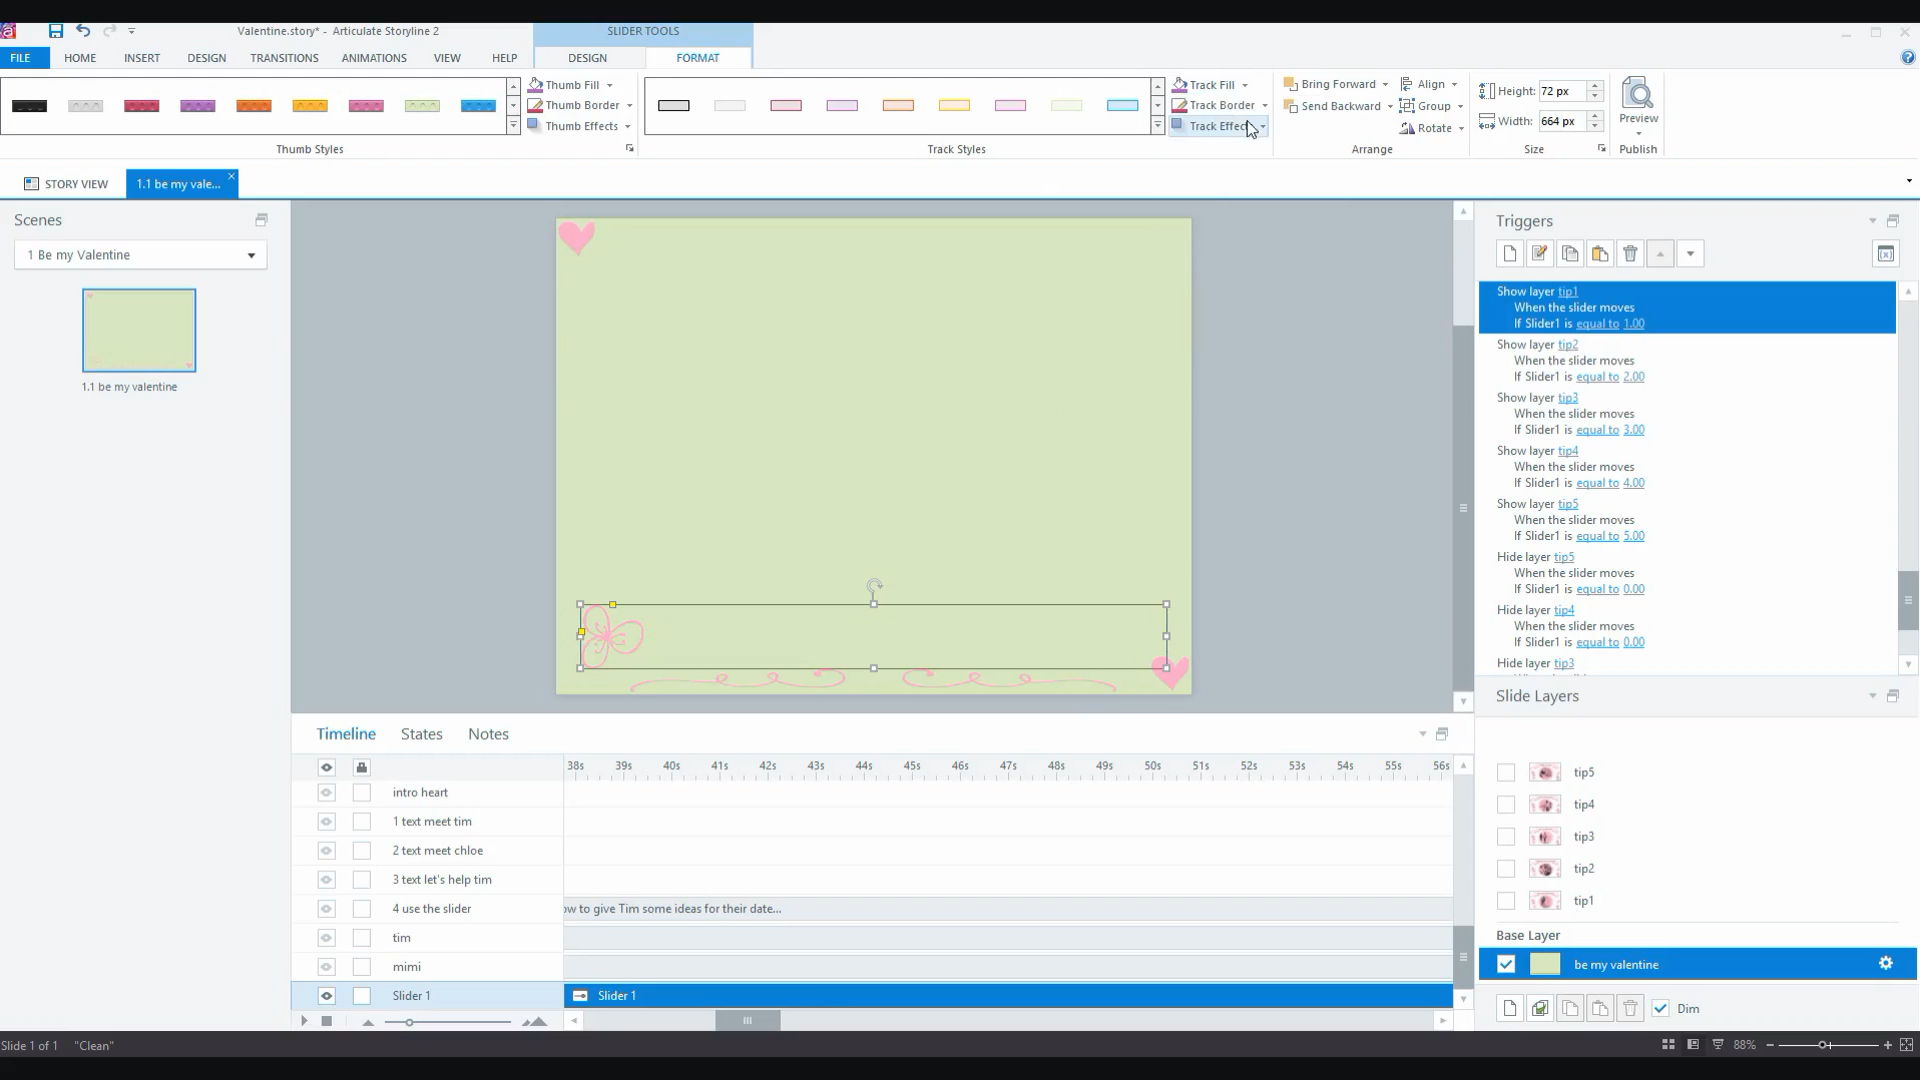 Valentine.story* - Articulate Storyline 2
SLIDER TOOLS
FILE HOME INSERT DESIGN TRANSITIONS ANIMATIONS VIEW HELP DESIGN FORMAT
Thumb Fill
Thumb Border
Thumb Effects
Thumb Styles
Track Fill
Track Border
Track Styles
Bring Forward
Send Backward
Align
Group
Rotate
Arrange
Height: 72 px
Width: 664 px
Size
Preview
Publish
STORY VIEW
1.1 be my vale...
Scenes
1 Be my Valentine
1.1 be my valentine
Triggers
Show layer tip1
When the slider moves
If Slider1 is equal to 1.00
Show layer tip2
When the slider moves
If Slider1 is equal to 2.00
Show layer tip3
When the slider moves
If Slider1 is equal to 3.00
Show layer tip4
When the slider moves
If Slider1 is equal to 4.00
Show layer tip5
When the slider moves
If Slider1 is equal to 5.00
Hide layer tip5
When the slider moves
If Slider1 is equal to 0.00
Hide layer tip4
When the slider moves
If Slider1 is equal to 0.00
Hide layer tip3
Slide Layers
tip5
tip4
tip3
tip2
tip1
Base Layer
be my valentine
Dim
Timeline States Notes
38s 39s 40s 41s 42s 43s 44s 45s 46s 47s 48s 49s 50s 51s 52s 53s 54s 55s 56s
intro heart
1 text meet tim
2 text meet chloe
3 text let's help tim
4 use the slider
ow to give Tim some ideas for their date...
tim
mimi
Slider 1
Slider 1
Slide 1 of 1 "Clean"
88%